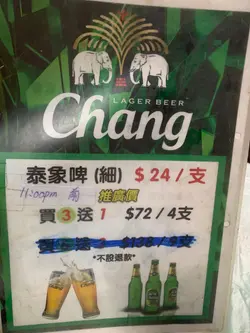 LAGER BEER
Chang
泰象啤 (細) $24/支
11:00pm 前 推廣價
買3送1 $72/4支
*不設退款*